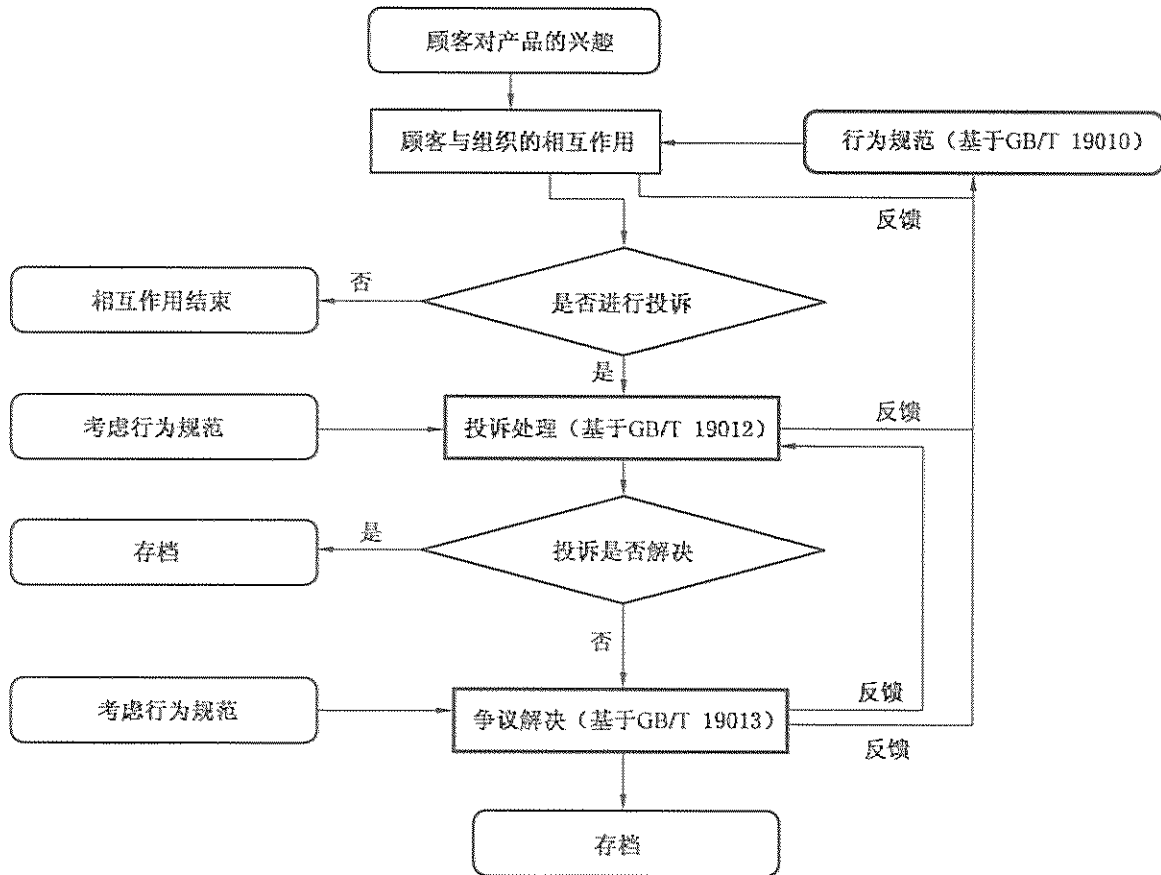 顾客对产品的兴趣
顾客与组织的相互作用
行为规范（基于GB/T 19010）
反馈
否
相互作用结束
是否进行投诉
是
考虑行为规范
投诉处理（基于GB/T 19012）
反馈
是
存档
投诉是否解决
否
考虑行为规范
争议解决（基于GB/T 19013）
反馈
反馈
存档